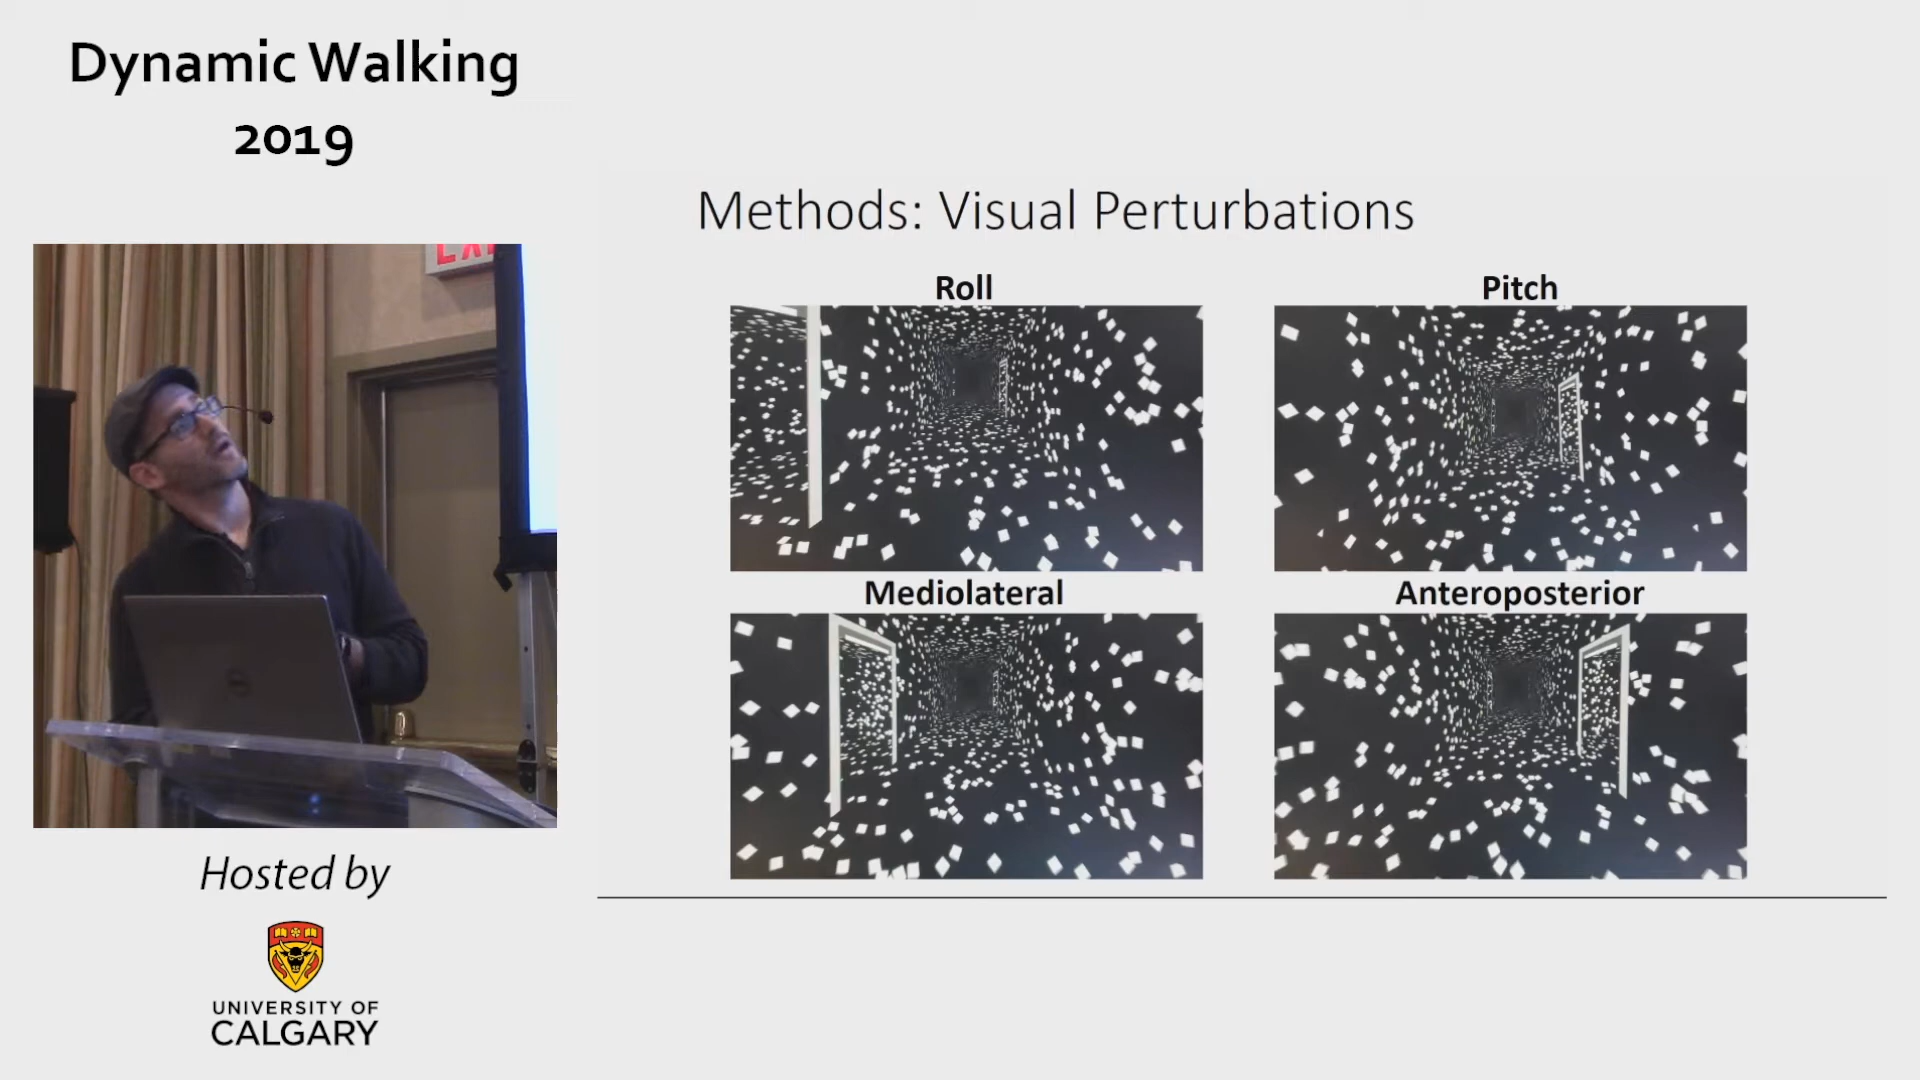 Dynamic Walking
2019
Methods: Visual Perturbations
Roll
Pitch
Mediolateral
Anteroposterior
Hosted by
UNIVERSITY OF
CALGARY